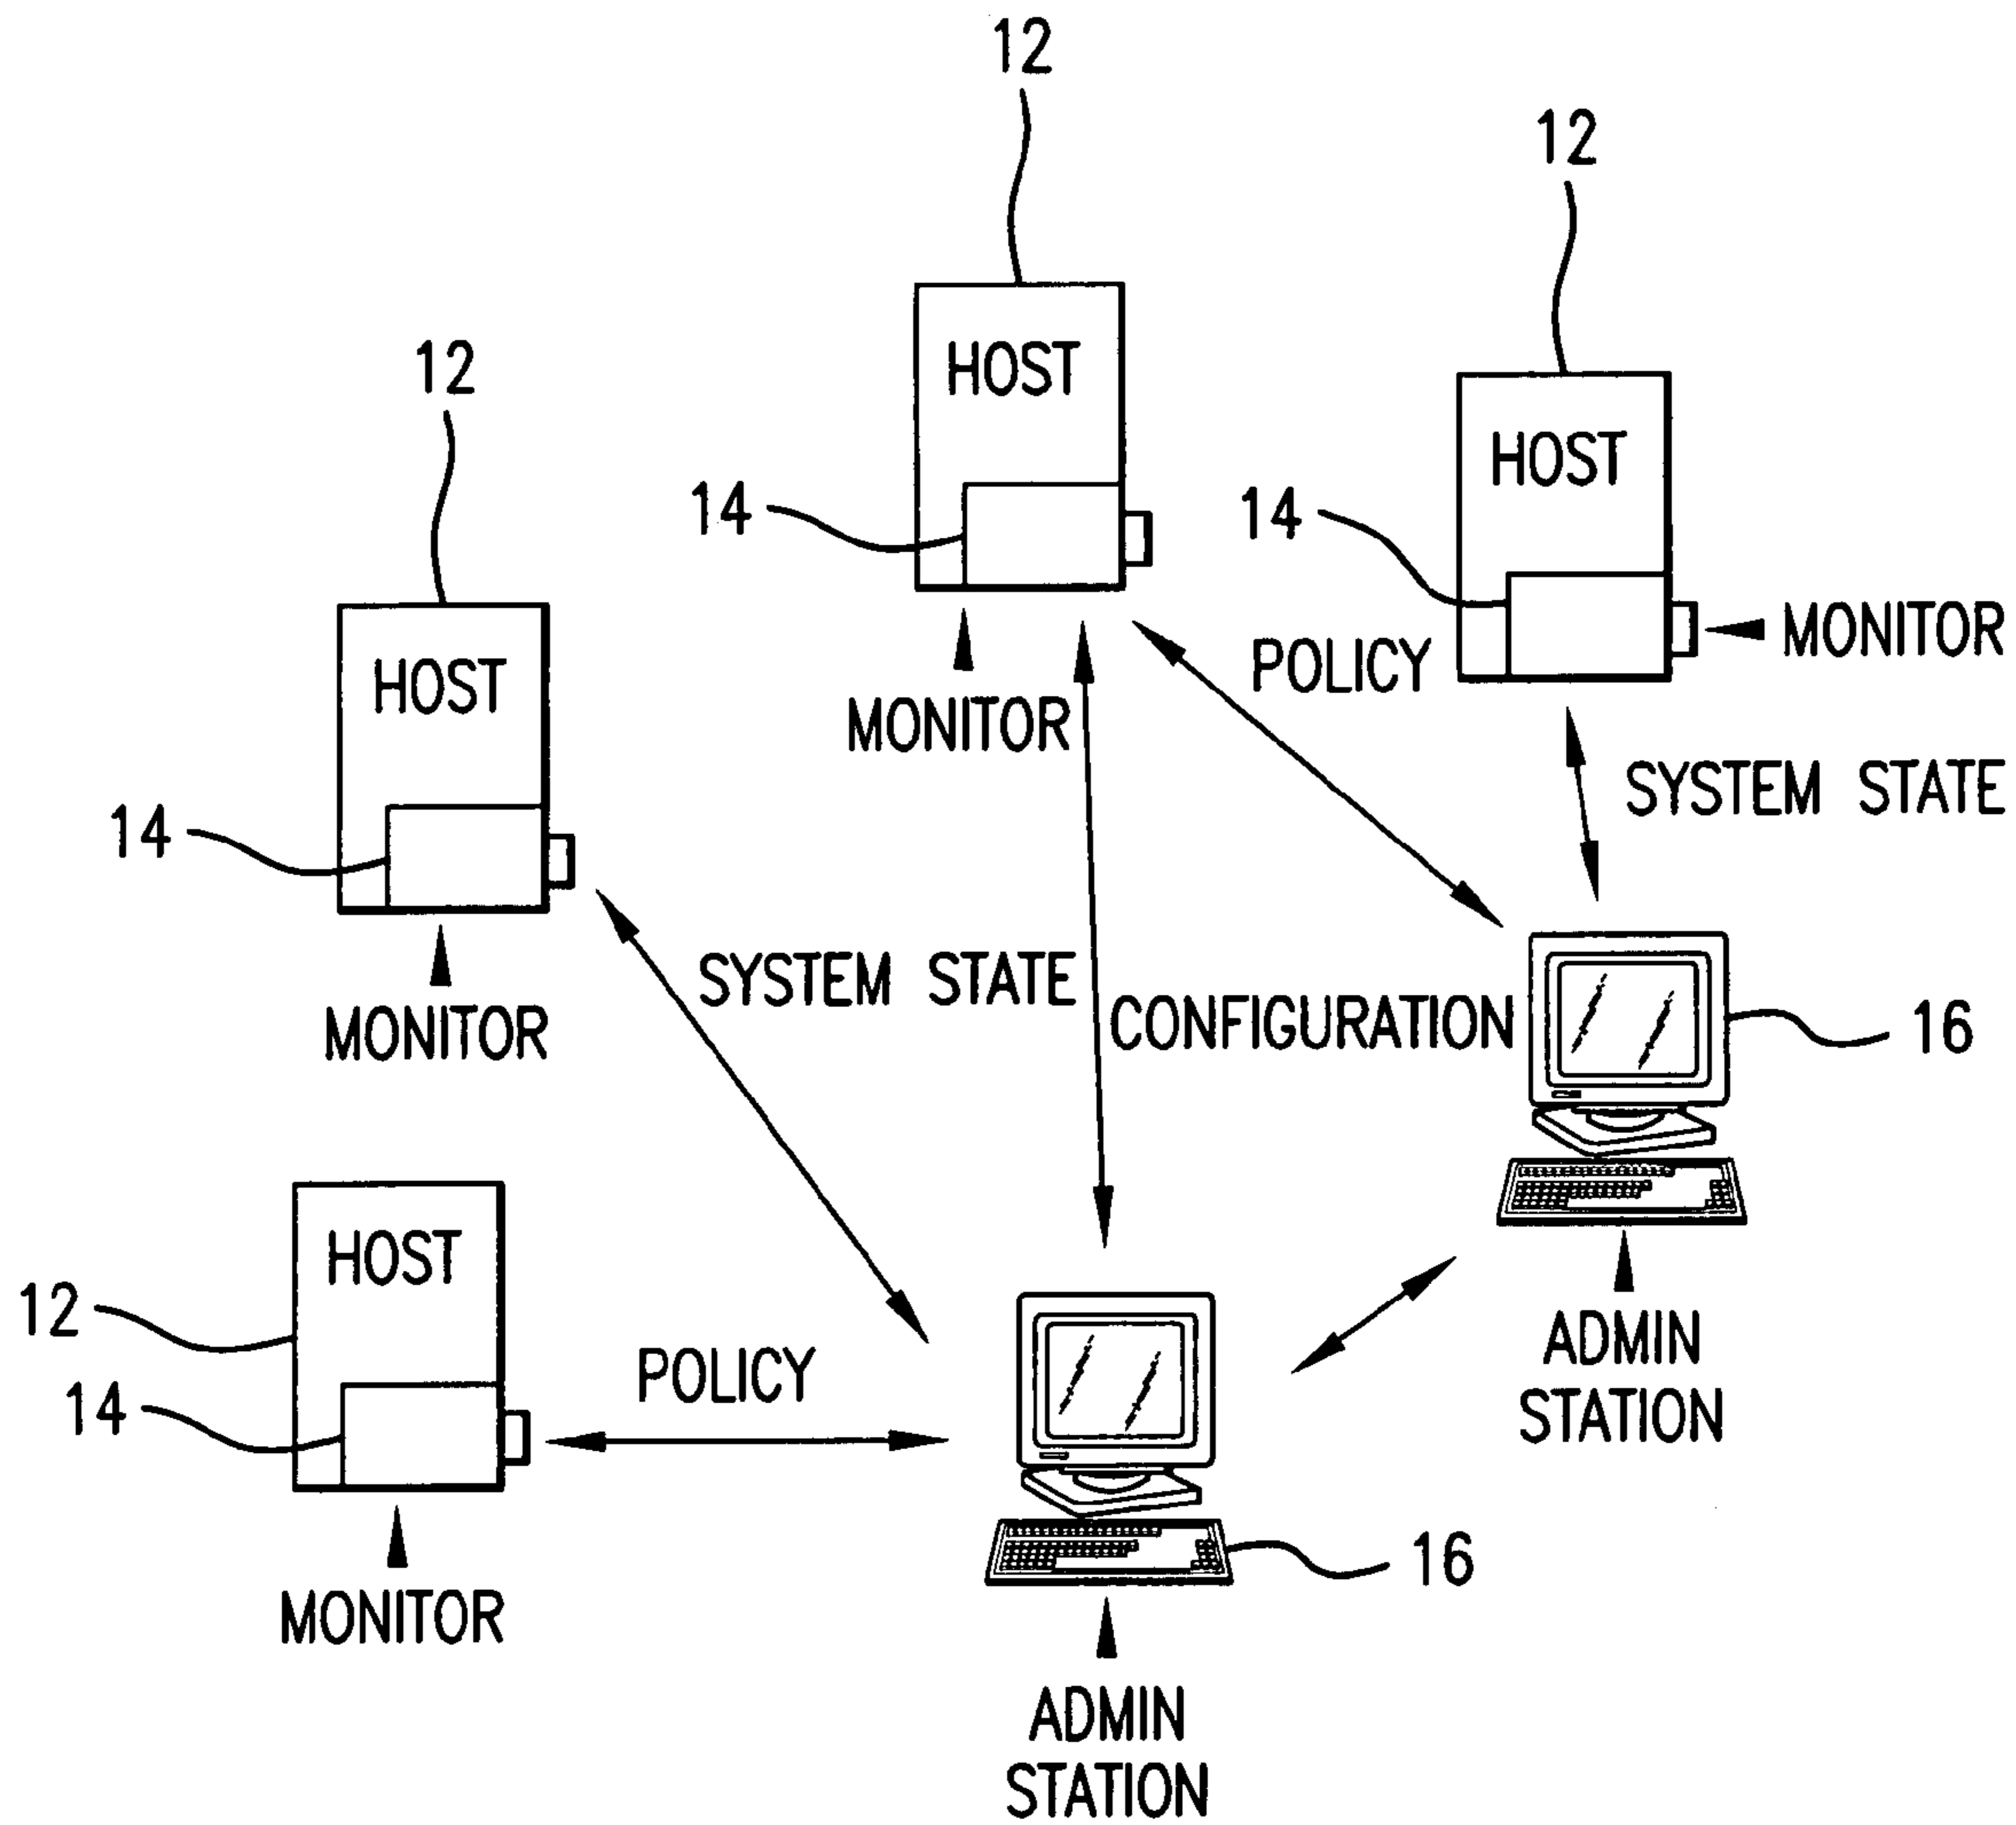 12
12
12
HOST
HOST
14
14
HOST
MONITOR
POLICY
MONITOR
SYSTEM STATE
14
SYSTEM STATE
CONFIGURATION
16
MONITOR
HOST
12
ADMIN
STATION
POLICY
14
16
MONITOR
ADMIN
STATION